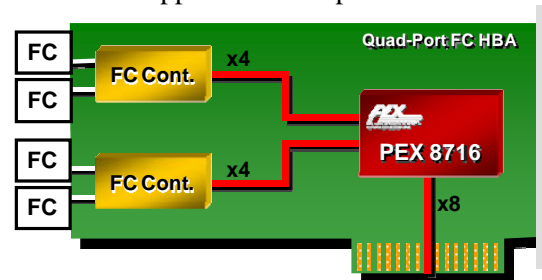 Quad-Port FC HBA
FC
FC Cont.
x4
FC
PEX
PEX 8716
FC
FC Cont.
x4
FC
x8